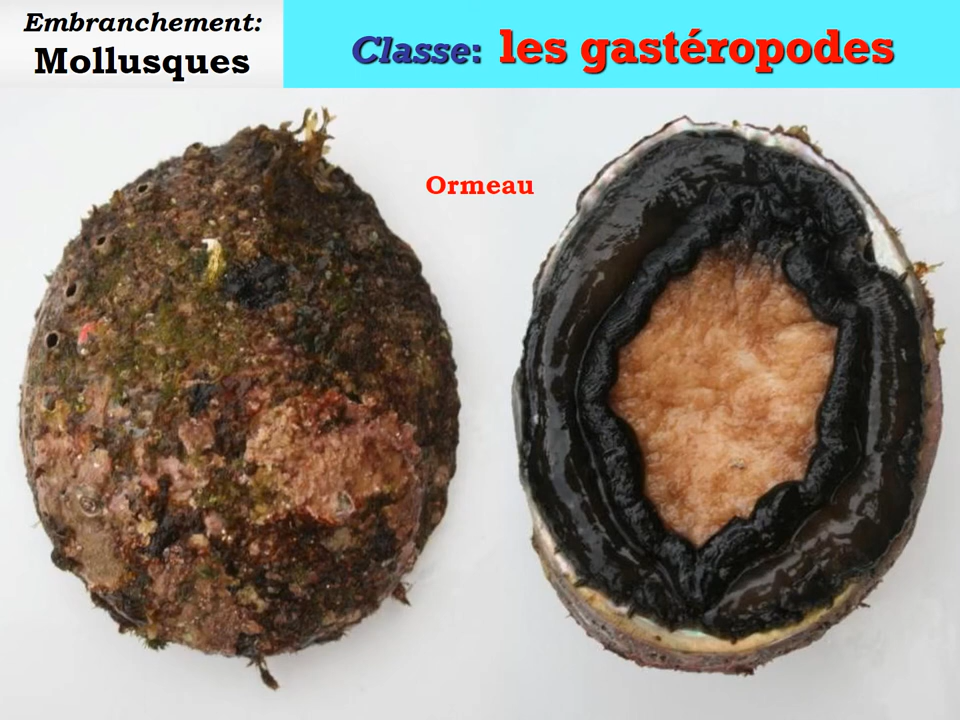 Embranchement:
Mollusques
Classe: les gastéropodes
Ormeau